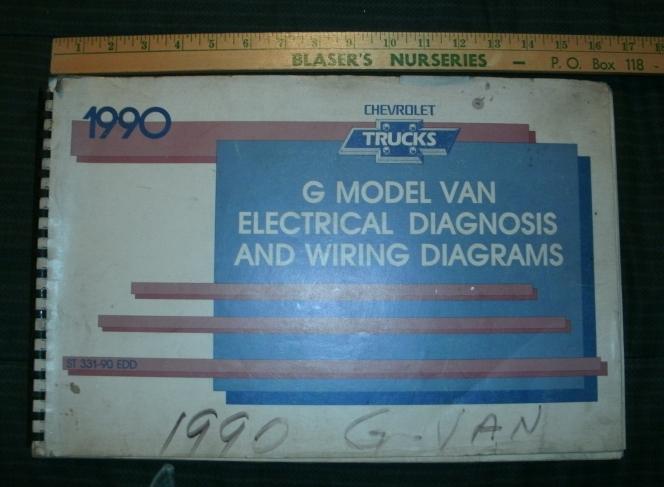 1 2 3 4 5 6 7 8 9 10 11 12 13 14 15 16 17
BLASER'S NURSERIES — P. O. Box 118 -
1990
CHEVROLET
TRUCKS
G MODEL VAN
ELECTRICAL DIAGNOSIS
AND WIRING DIAGRAMS
ST 331-90 EDD
1990 G-VAN